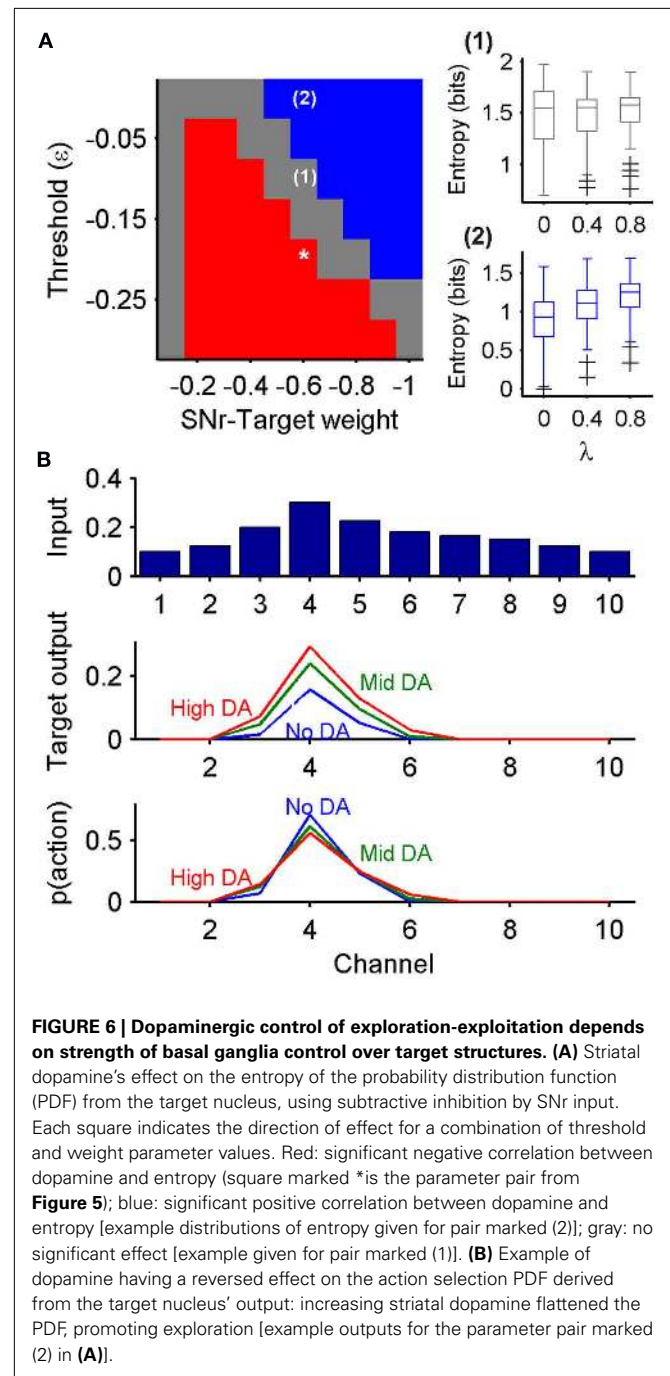 A
(1)
(2)
(1)
*
Threshold (ε)
-0.05
-0.15
-0.25
-0.2 -0.4 -0.6 -0.8 -1
SNr-Target weight
Entropy (bits)
2
1.5
1
0 0.4 0.8
(2)
Entropy (bits)
1.5
1
0.5
0
0 0.4 0.8
λ
B
Input
0.4
0.2
0
1 2 3 4 5 6 7 8 9 10
Target output
0.2
0
High DA
Mid DA
No DA
2 4 6 8 10
p(action)
0.5
0
No DA
High DA
Mid DA
2 4 6 8 10
Channel
FIGURE 6 | Dopaminergic control of exploration-exploitation depends
on strength of basal ganglia control over target structures. (A) Striatal
dopamine's effect on the entropy of the probability distribution function
(PDF) from the target nucleus, using subtractive inhibition by SNr input.
Each square indicates the direction of effect for a combination of threshold
and weight parameter values. Red: significant negative correlation between
dopamine and entropy (square marked *is the parameter pair from
Figure 5); blue: significant positive correlation between dopamine and
entropy [example distributions of entropy given for pair marked (2)]; gray: no
significant effect [example given for pair marked (1)]. (B) Example of
dopamine having a reversed effect on the action selection PDF derived
from the target nucleus' output: increasing striatal dopamine flattened the
PDF, promoting exploration [example outputs for the parameter pair marked
(2) in (A)].